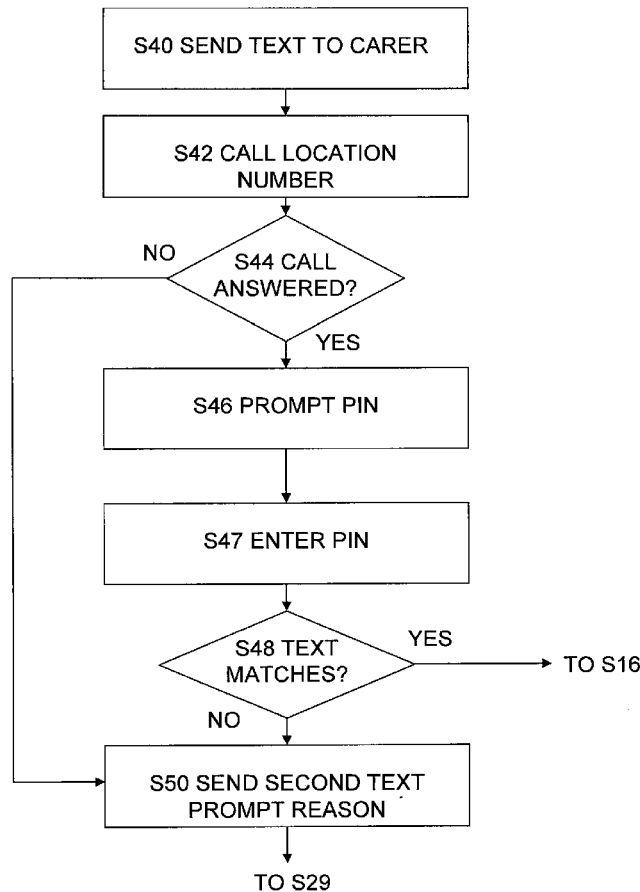 S40 SEND TEXT TO CARER
S42 CALL LOCATION
NUMBER
NO
S44 CALL
ANSWERED?
YES
S46 PROMPT PIN
S47 ENTER PIN
S48 TEXT
MATCHES?
YES
TO S16
NO
S50 SEND SECOND TEXT
PROMPT REASON
TO S29